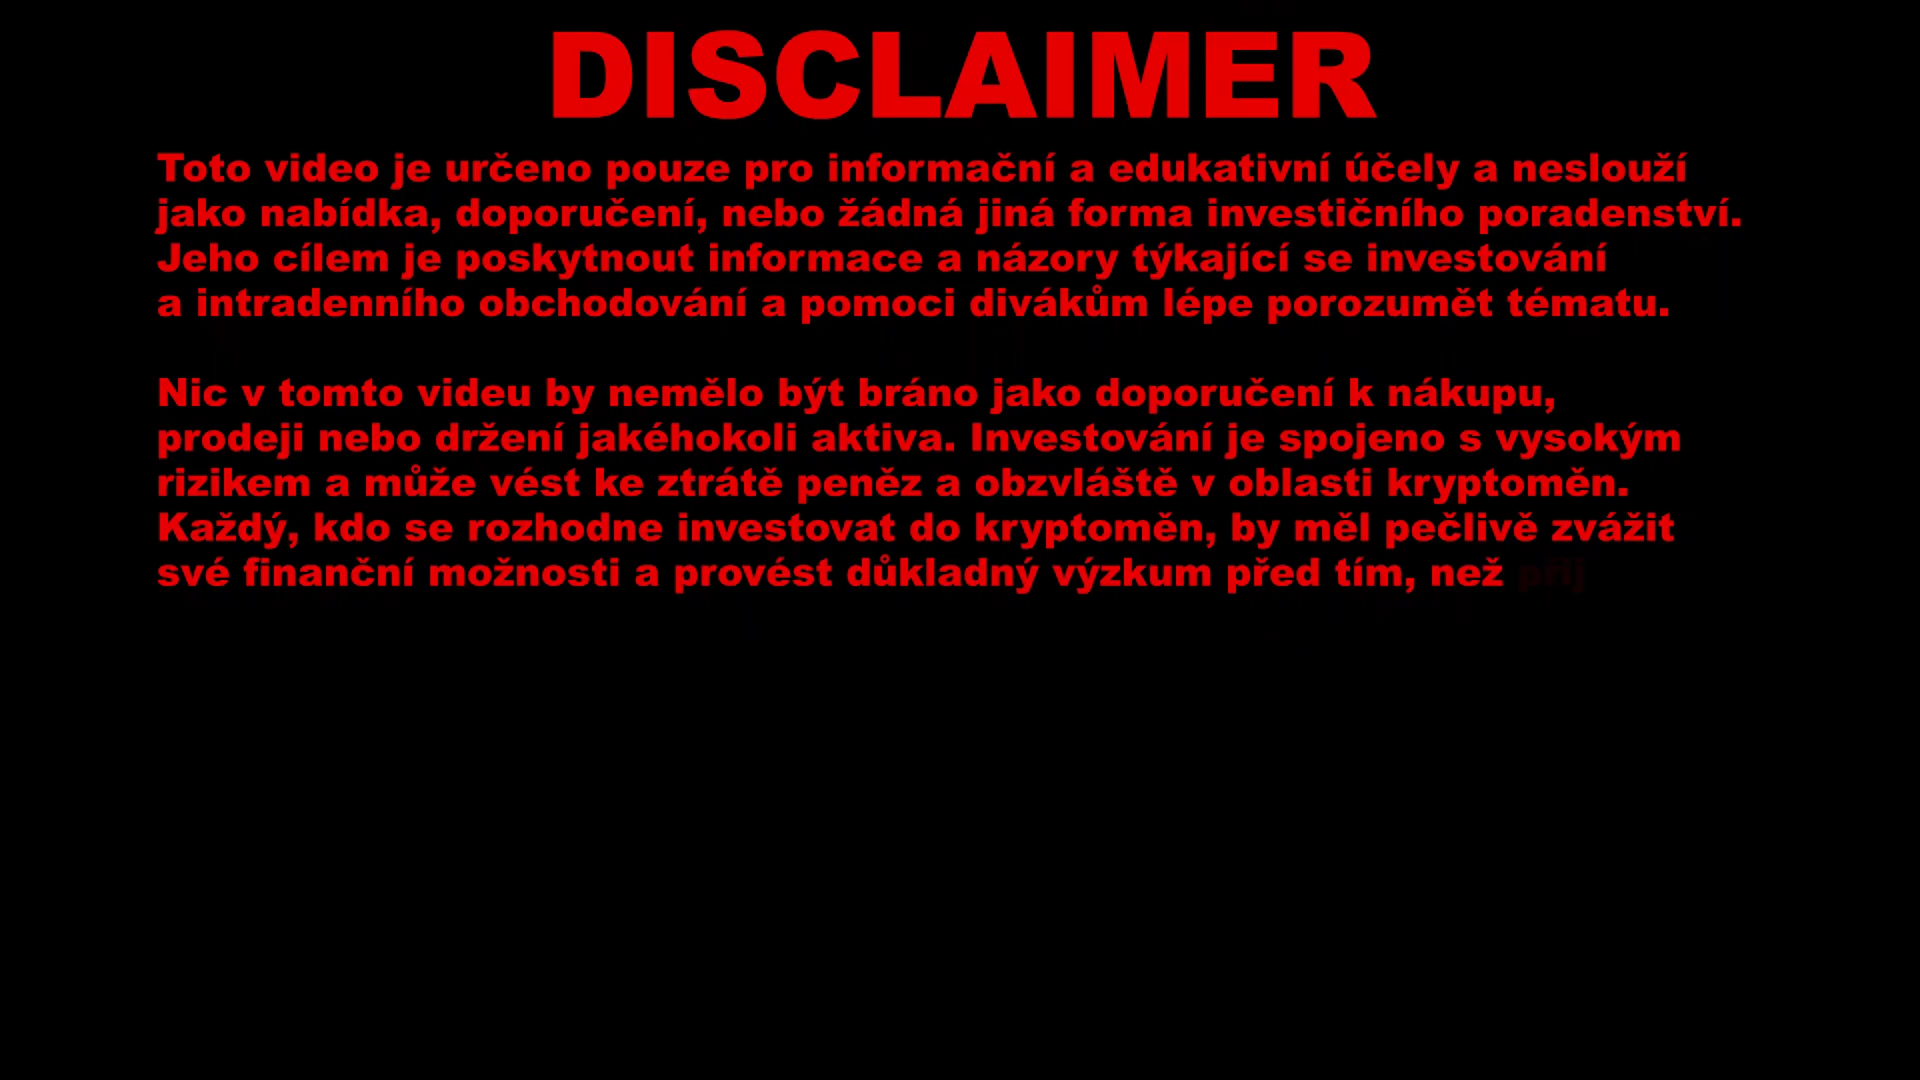 DISCLAIMER
Toto video je určeno pouze pro informační a edukativní účely a neslouží
jako nabídka, doporučení, nebo žádná jiná forma investičního poradenství.
Jeho cílem je poskytnout informace a názory týkající se investování
a intradenního obchodování a pomoci divákům lépe porozumět tématu.
Nic v tomto videu by nemělo být bráno jako doporučení k nákupu,
prodeji nebo držení jakéhokoli aktiva. Investování je spojeno s vysokým
rizikem a může vést ke ztrátě peněz a obzvláště v oblasti kryptoměn.
Každý, kdo se rozhodne investovat do kryptoměn, by měl pečlivě zvážit
své finanční možnosti a provést důkladný výzkum před tím, než